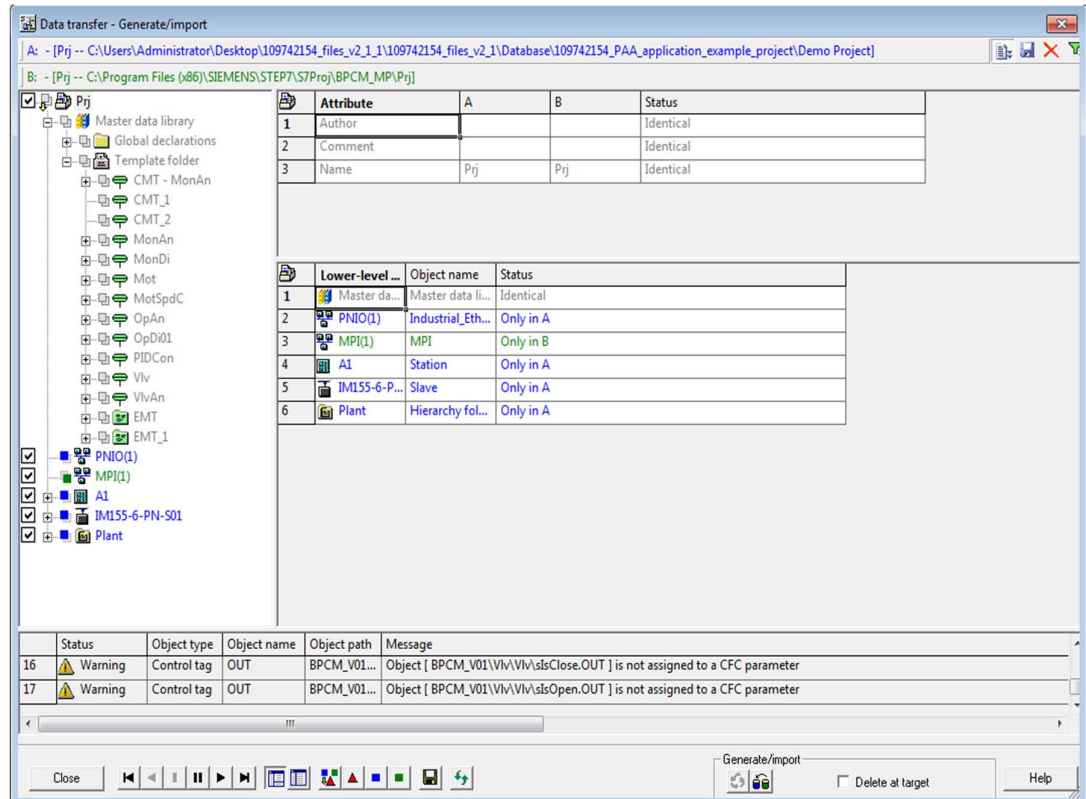 Data transfer - Generate/import
A: - [Prj -- C:\Users\Administrator\Desktop\109742154_files_v2_1_1\109742154_files_v2_1\Database\109742154_PAA_application_example_project\Demo Project]
B: - [Prj -- C:\Program Files (x86)\SIEMENS\STEP7\S7Proj\BPCM_MP\Prj]
Prj
Master data library
Global declarations
Template folder
CMT - MonAn
CMT_1
CMT_2
MonAn
MonDi
Mot
MotSpdC
OpAn
OpDi01
PIDCon
Vlv
VlvAn
EMT
EMT_1
PNIO(1)
MPI(1)
A1
IM155-6-PN-S01
Plant
Attribute A B Status
1 Author Identical
2 Comment Identical
3 Name Prj Prj Identical
Lower-level ... Object name Status
1 Master da... Master data li... Identical
2 PNIO(1) Industrial_Eth... Only in A
3 MPI(1) MPI Only in B
4 A1 Station Only in A
5 IM155-6-P... Slave Only in A
6 Plant Hierarchy fol... Only in A
Status Object type Object name Object path Message
16 Warning Control tag OUT BPCM_V01... Object [ BPCM_V01\Vlv\Vlv\sIsClose.OUT ] is not assigned to a CFC parameter
17 Warning Control tag OUT BPCM_V01... Object [ BPCM_V01\Vlv\Vlv\sIsOpen.OUT ] is not assigned to a CFC parameter
Close
Generate/import
Delete at target
Help